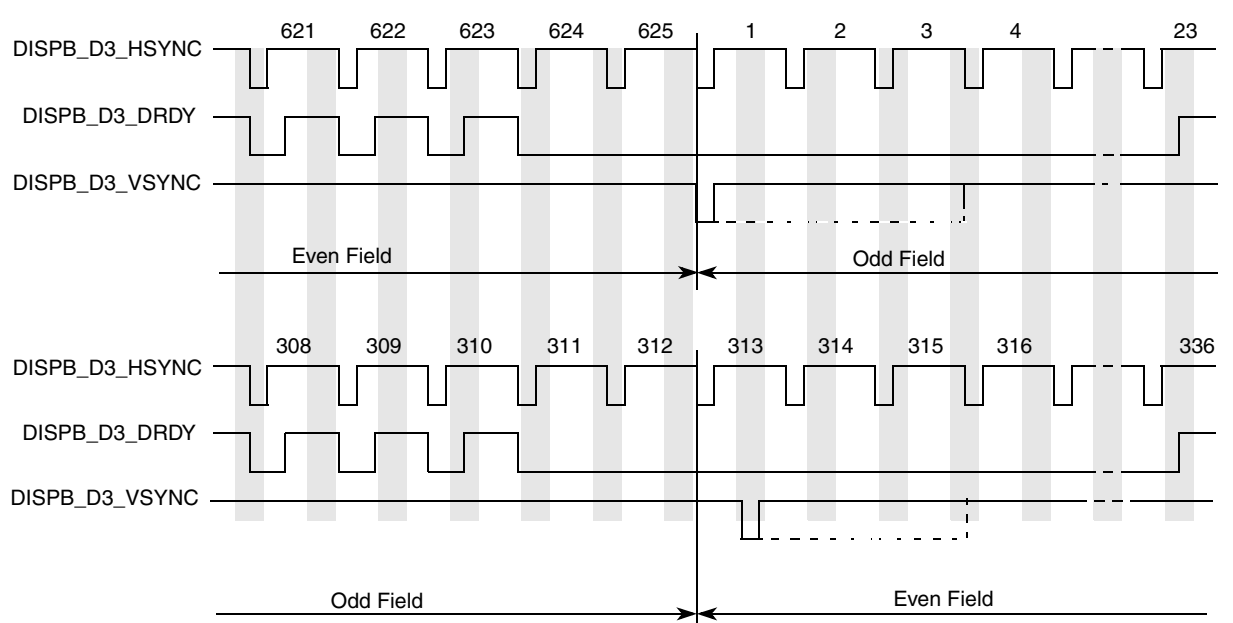 621 622 623 624 625 1 2 3 4 23
DISPB_D3_HSYNC
DISPB_D3_DRDY
DISPB_D3_VSYNC
Even Field Odd Field
308 309 310 311 312 313 314 315 316 336
DISPB_D3_HSYNC
DISPB_D3_DRDY
DISPB_D3_VSYNC
Odd Field Even Field